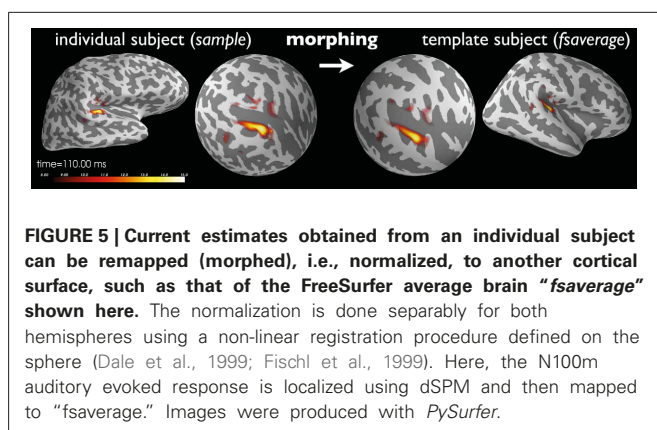 individual subject (sample) morphing template subject (fsaverage)
time=110.00 ms
FIGURE 5 | Current estimates obtained from an individual subject
can be remapped (morphed), i.e., normalized, to another cortical
surface, such as that of the FreeSurfer average brain “fsaverage”
shown here. The normalization is done separably for both
hemispheres using a non-linear registration procedure defined on the
sphere (Dale et al., 1999; Fischl et al., 1999). Here, the N100m
auditory evoked response is localized using dSPM and then mapped
to “fsaverage.” Images were produced with PySurfer.